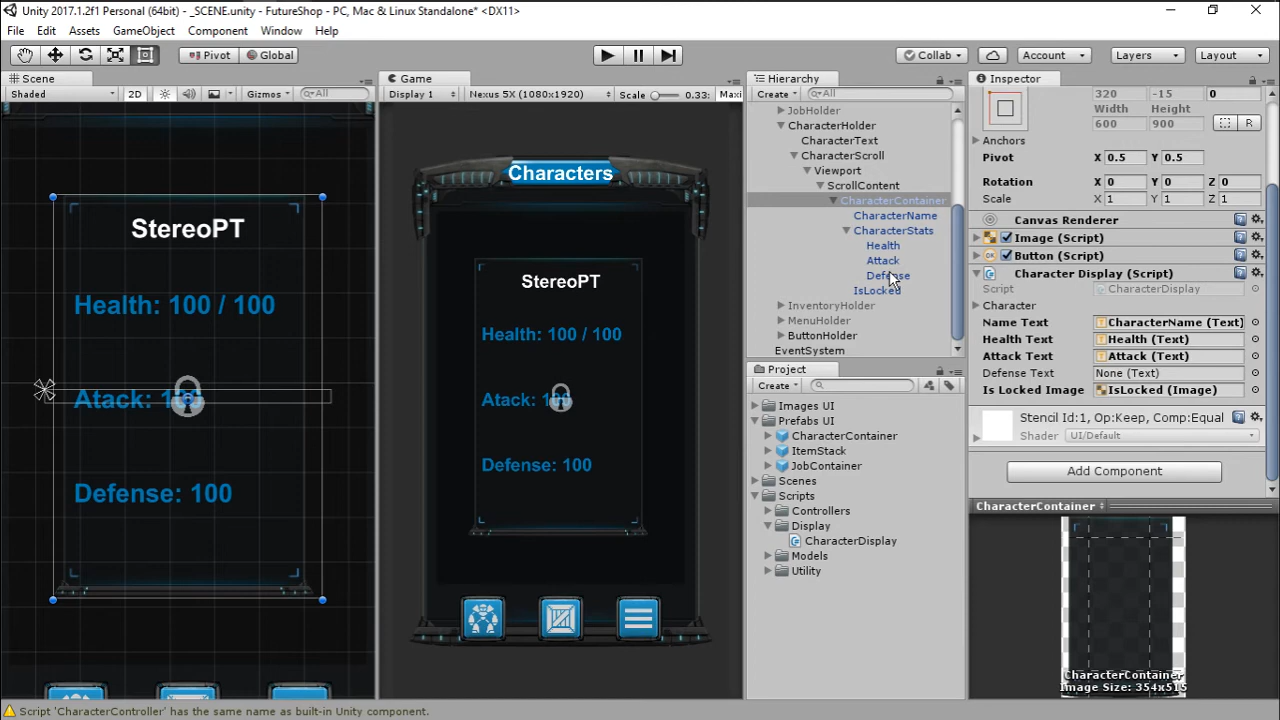 Unity 2017.1.2f1 Personal (64bit) - _SCENE.unity - FutureShop - PC, Mac & Linux Standalone* <DX11>
File Edit Assets GameObject Component Window Help
Pivot Global Collab Account Layers Layout
Scene
Shaded 2D Gizmos All
StereoPT
Health: 100 / 100
Atack: 100
Defense: 100
Game
Display 1 Nexus 5X (1080x1920) Scale 0.33: Maxi
Characters
StereoPT
Health: 100 / 100
Atack: 100
Defense: 100
Hierarchy
Create All
JobHolder
CharacterHolder
CharacterText
CharacterScroll
Viewport
ScrollContent
CharacterContainer
CharacterName
CharacterStats
Health
Attack
Defense
IsLocked
InventoryHolder
MenuHolder
ButtonHolder
EventSystem
Project
Create
Images UI
Prefabs UI
CharacterContainer
ItemStack
JobContainer
Scenes
Scripts
Controllers
Display
CharacterDisplay
Models
Utility
Inspector
320 -15 0
Width Height
600 900 R
Anchors
Pivot X 0.5 Y 0.5
Rotation X 0 Y 0 Z 0
Scale X 1 Y 1 Z 1
Canvas Renderer
Image (Script)
Button (Script)
Character Display (Script)
Script CharacterDisplay
Character
Name Text CharacterName (Text)
Health Text Health (Text)
Attack Text Attack (Text)
Defense Text None (Text)
Is Locked Image IsLocked (Image)
Stencil Id:1, Op:Keep, Comp:Equal
Shader UI/Default
Add Component
CharacterContainer
CharacterContainer
Image Size: 354x515
Script 'CharacterController' has the same name as built-in Unity component.